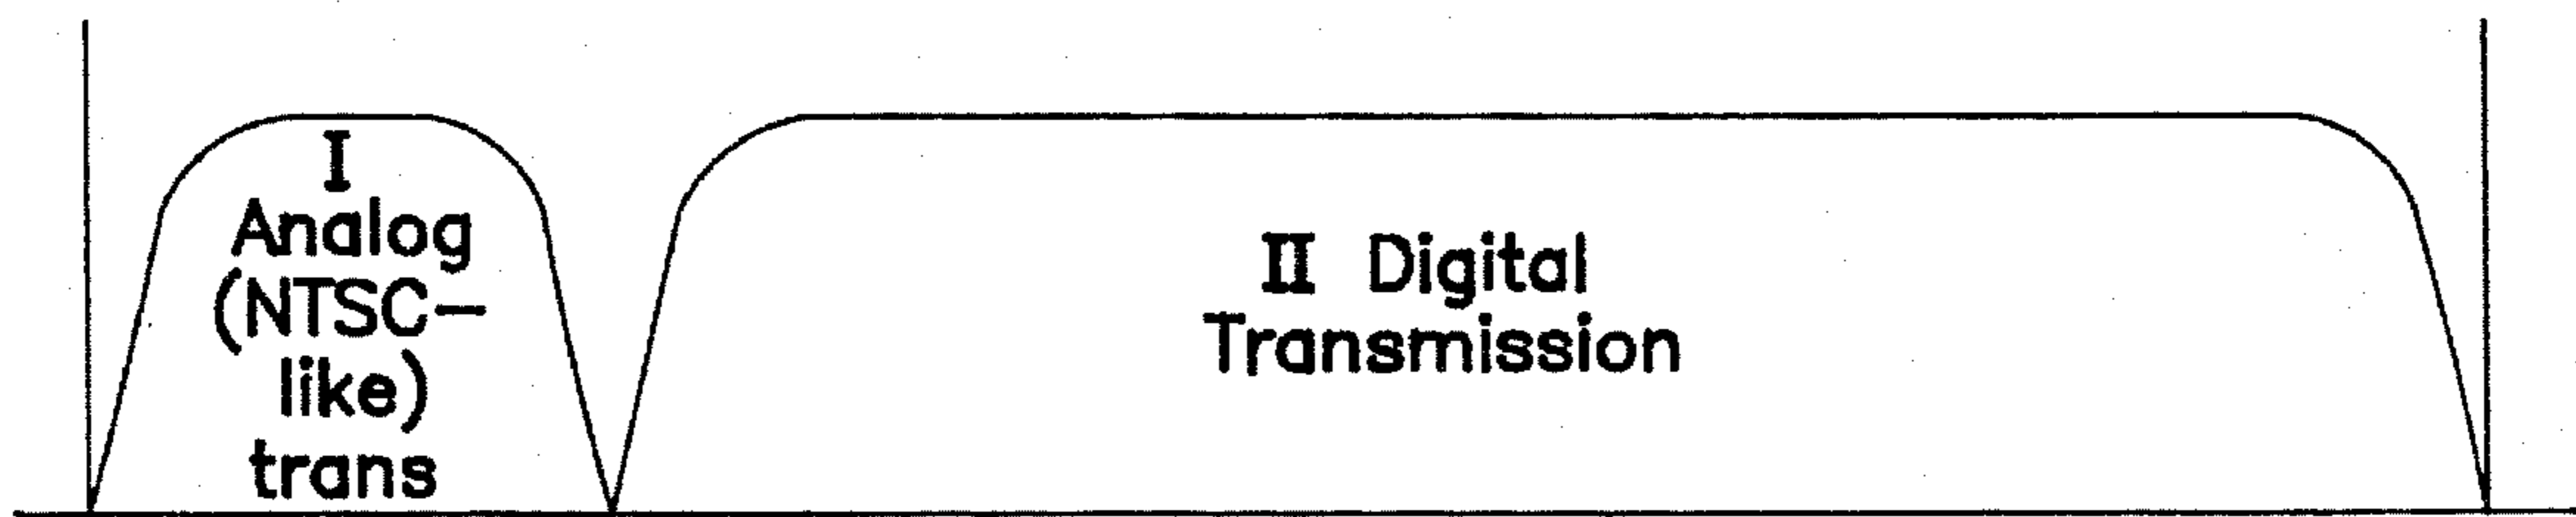 I
Analog
(NTSC-
like)
trans
II Digital
Transmission